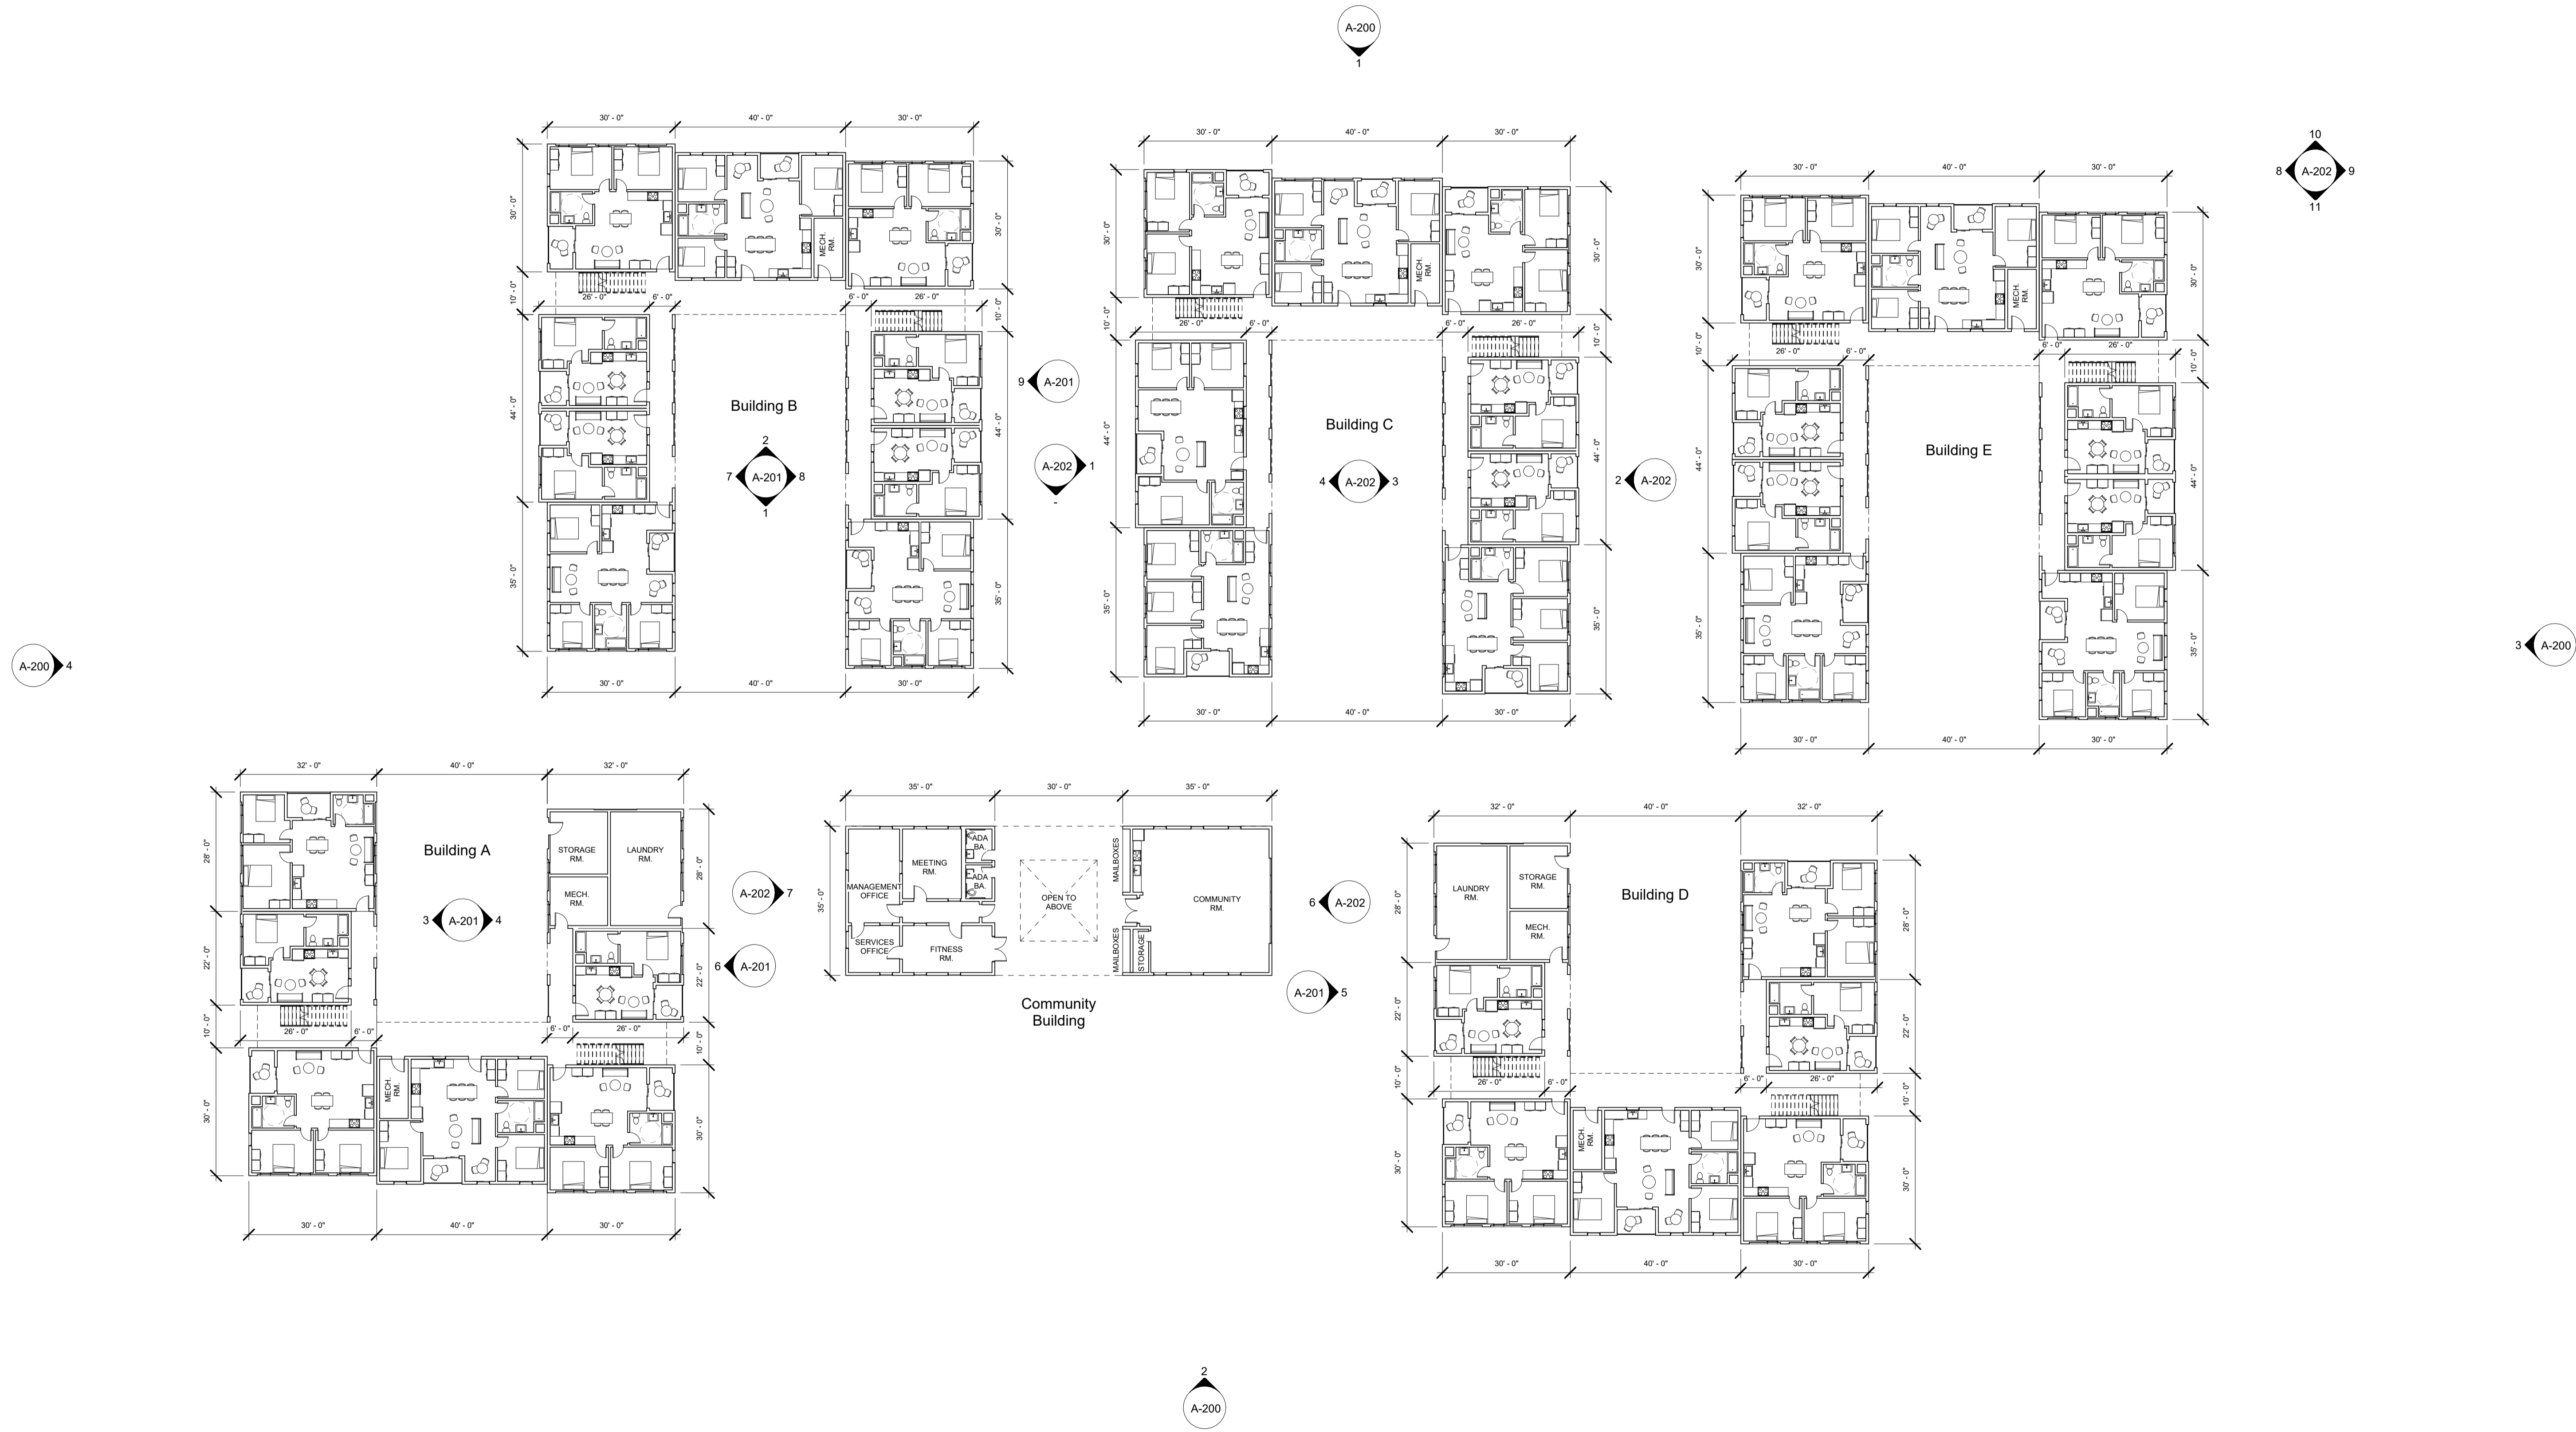 A-200
1
10
8 A-202 9
11
30' - 0" 40' - 0" 30' - 0"
30' - 0"
MECH.
RM.
30' - 0"
10' - 0"
26' - 0" 6' - 0"
6' - 0" 26' - 0"
10' - 0"
44' - 0"
Building B
2
7 A-201 8
1
44' - 0"
35' - 0"
35' - 0"
30' - 0" 40' - 0" 30' - 0"
9 A-201
A-202 1
-
30' - 0" 40' - 0" 30' - 0"
30' - 0"
MECH.
RM.
30' - 0"
10' - 0"
26' - 0" 6' - 0"
6' - 0" 26' - 0"
10' - 0"
44' - 0"
Building C
4 A-202 3
44' - 0"
35' - 0"
35' - 0"
30' - 0" 40' - 0" 30' - 0"
2 A-202
30' - 0" 40' - 0" 30' - 0"
30' - 0"
MECH.
RM.
30' - 0"
10' - 0"
26' - 0" 6' - 0"
6' - 0" 26' - 0"
10' - 0"
44' - 0"
Building E
44' - 0"
35' - 0"
35' - 0"
30' - 0" 40' - 0" 30' - 0"
A-200 4
3 A-200
32' - 0" 40' - 0" 32' - 0"
28' - 0"
Building A
STORAGE
RM.
LAUNDRY
RM.
MECH.
RM.
28' - 0"
3 A-201 4
22' - 0"
22' - 0"
10' - 0"
26' - 0" 6' - 0"
6' - 0" 26' - 0"
10' - 0"
30' - 0"
MECH.
RM.
30' - 0"
30' - 0" 40' - 0" 30' - 0"
A-202 7
6 A-201
35' - 0" 30' - 0" 35' - 0"
35' - 0"
MANAGEMENT
OFFICE
MEETING
RM.
ADA
BA.
ADA
BA.
SERVICES
OFFICE
FITNESS
RM.
OPEN TO
ABOVE
MAILBOXES
MAILBOXES
STORAGE
COMMUNITY
RM.
Community
Building
6 A-202
A-201 5
32' - 0" 40' - 0" 32' - 0"
28' - 0"
LAUNDRY
RM.
STORAGE
RM.
MECH.
RM.
Building D
28' - 0"
22' - 0"
22' - 0"
10' - 0"
26' - 0" 6' - 0"
6' - 0" 26' - 0"
10' - 0"
30' - 0"
MECH.
RM.
30' - 0"
30' - 0" 40' - 0" 30' - 0"
2
A-200